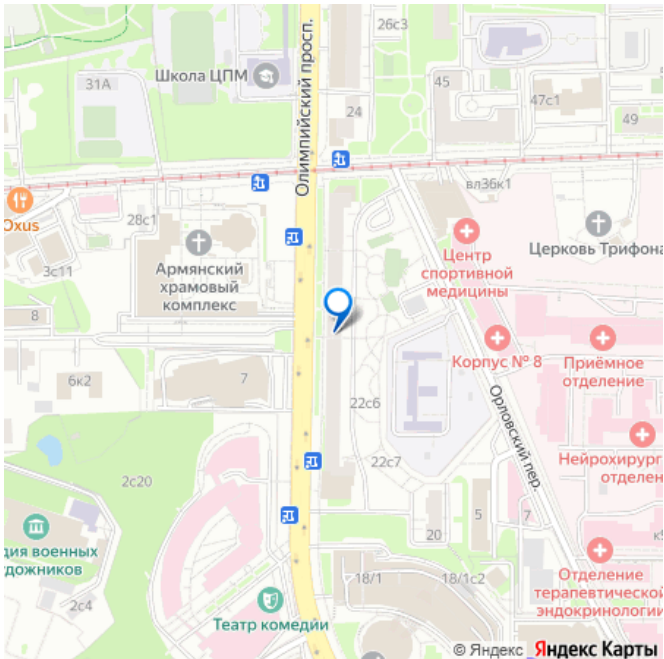 26с3
Олимпийский просп.
Школа ЦПМ
31А
45
47с1
24
49
вл36к1
Oxus
28с1
Армянский
храмовый
комплекс
Церковь Трифона
Центр
спортивной
медицины
3с11
8
Корпус № 8
Приёмное
отделение
6к2
7
22с6
Орловский пер.
Нейрохирург
отделен
22с7
2с20
20
5
7
дия военных
удожников
Отделение
терапевтической
эндокринологии
18/1
18/1с2
2с4
Театр комедии
© Яндекс Яндекс Карты